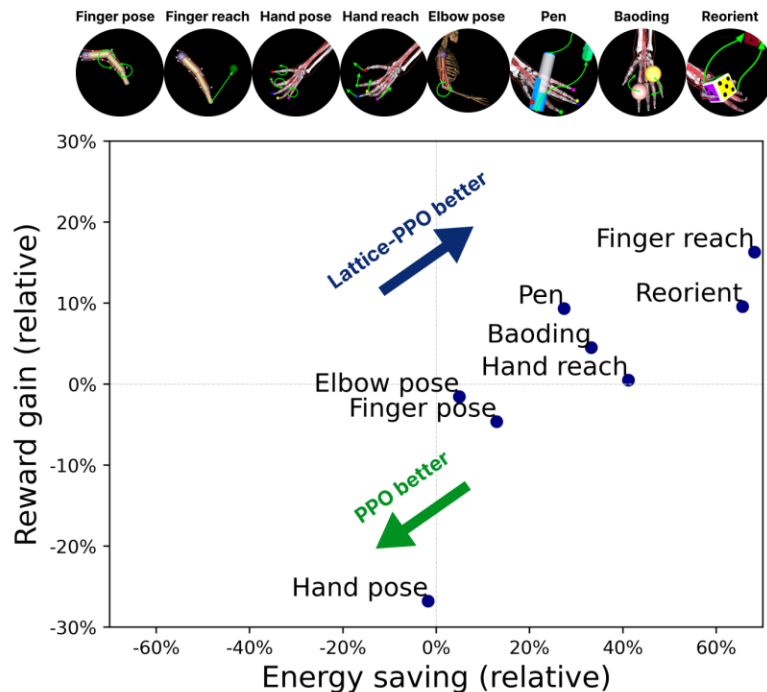 Finger pose Finger reach Hand pose Hand reach Elbow pose Pen Baoding Reorient
30%
20%
10%
0%
-10%
-20%
-30%
Reward gain (relative)
Lattice-PPO better
Finger reach
Pen
Reorient
Baoding
Hand reach
Elbow pose
Finger pose
PPO better
Hand pose
-60% -40% -20% 0% 20% 40% 60%
Energy saving (relative)